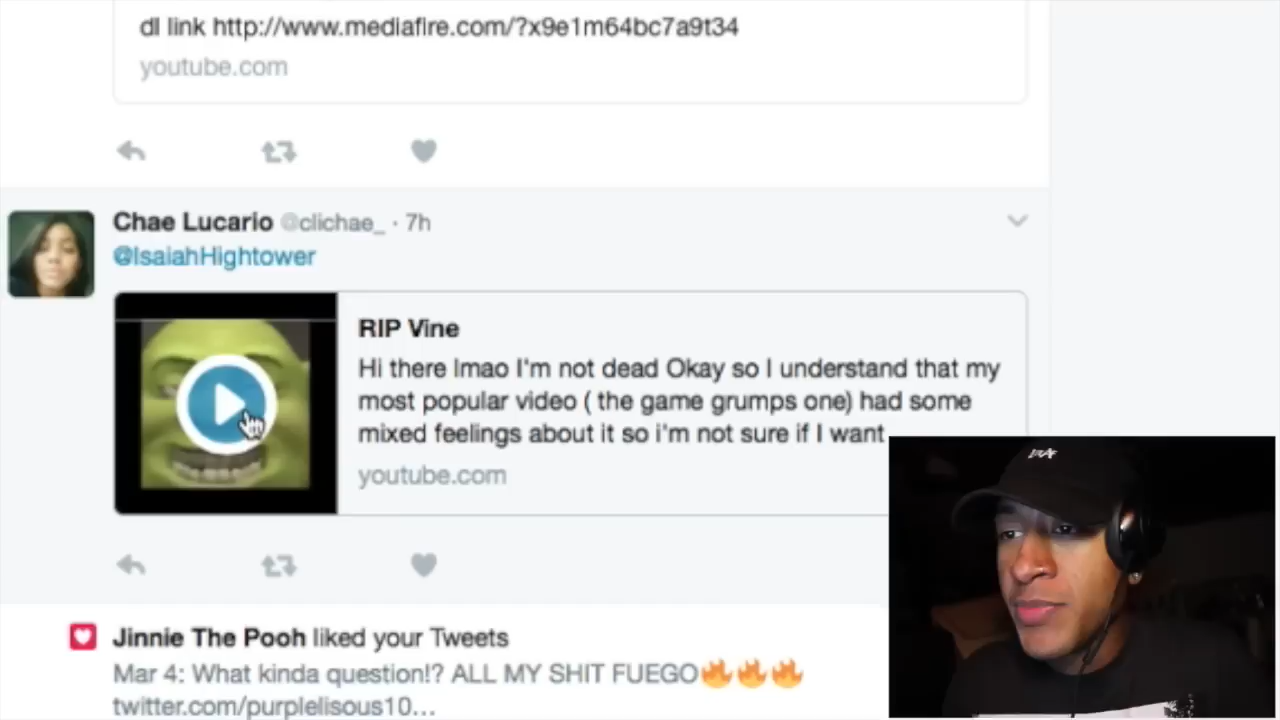 dl link http://www.mediafire.com/?x9e1m64bc7a9t34
youtube.com
Chae Lucario @clichae_ · 7h
@IsaiahHightower
RIP Vine
Hi there lmao I'm not dead Okay so I understand that my
most popular video ( the game grumps one) had some
mixed feelings about it so i'm not sure if I want
youtube.com
Jinnie The Pooh liked your Tweets
Mar 4: What kinda question!? ALL MY SHIT FUEGO🔥🔥🔥
twitter.com/purplelisous10...